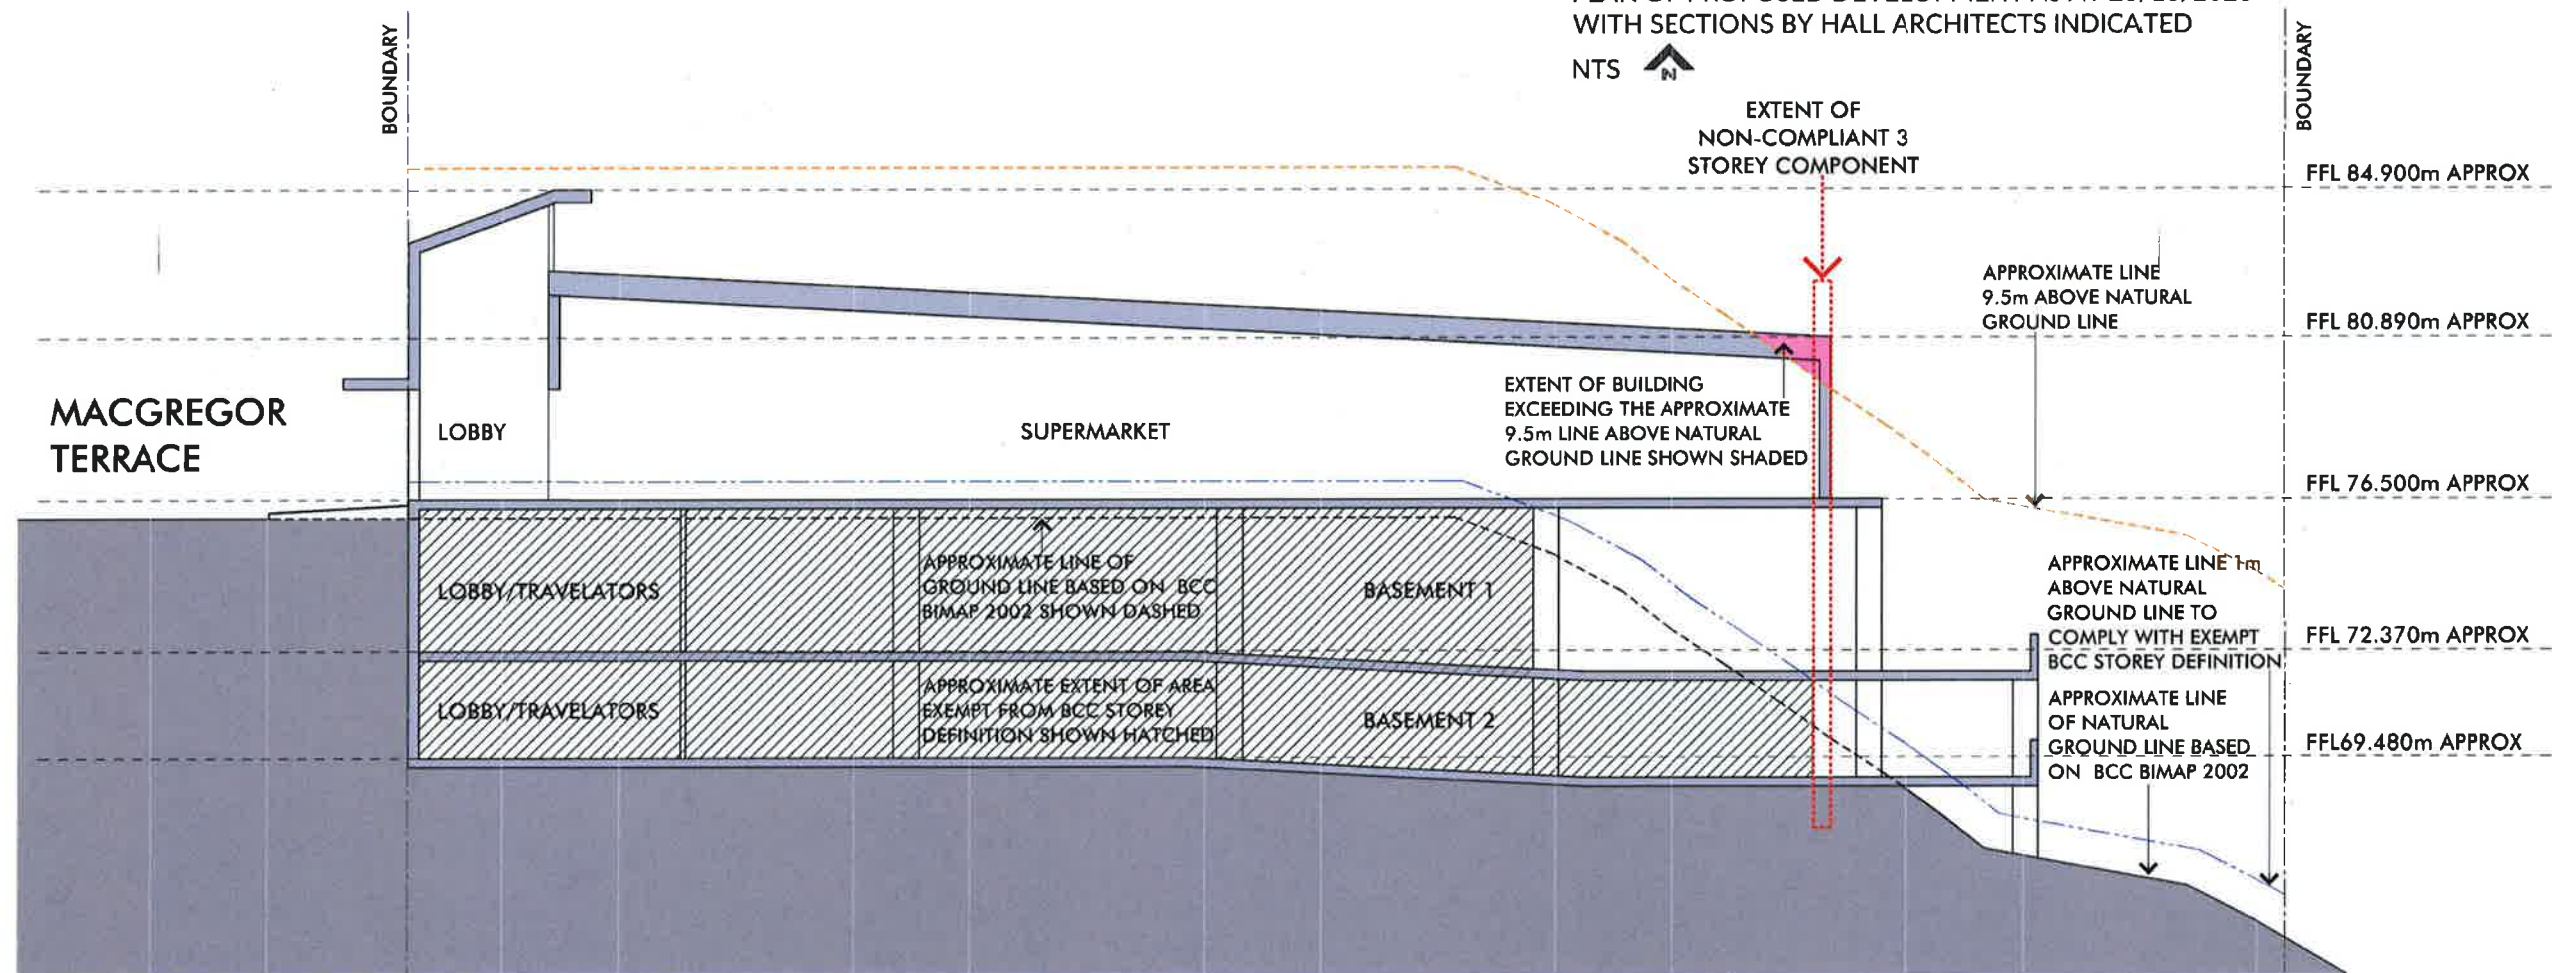 WITH SECTIONS BY HALL ARCHITECTS INDICATED
NTS
N
BOUNDARY
BOUNDARY
EXTENT OF
NON-COMPLIANT 3
STOREY COMPONENT
FFL 84.900m APPROX
APPROXIMATE LINE
9.5m ABOVE NATURAL
GROUND LINE
FFL 80.890m APPROX
EXTENT OF BUILDING
EXCEEDING THE APPROXIMATE
9.5m LINE ABOVE NATURAL
GROUND LINE SHOWN SHADED
MACGREGOR
TERRACE
LOBBY
SUPERMARKET
FFL 76.500m APPROX
LOBBY/TRAVELATORS
APPROXIMATE LINE OF
GROUND LINE BASED ON BCC
BIMAP 2002 SHOWN DASHED
BASEMENT 1
APPROXIMATE LINE 1m
ABOVE NATURAL
GROUND LINE TO
COMPLY WITH EXEMPT
BCC STOREY DEFINITION
FFL 72.370m APPROX
LOBBY/TRAVELATORS
APPROXIMATE EXTENT OF AREA
EXEMPT FROM BCC STOREY
DEFINITION SHOWN HATCHED
BASEMENT 2
APPROXIMATE LINE
OF NATURAL
GROUND LINE BASED
ON BCC BIMAP 2002
FFL69.480m APPROX